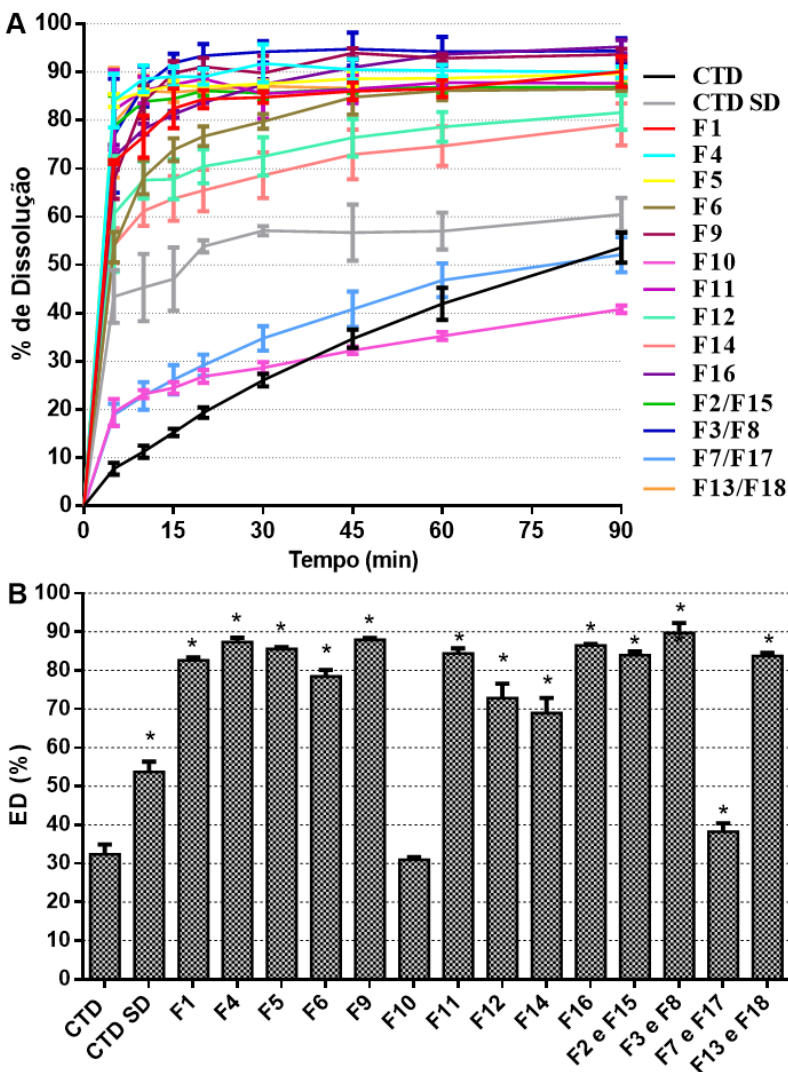 A
% de Dissolução
100
90
80
70
60
50
40
30
20
10
0
0 15 30 45 60 75 90
Tempo (min)
CTD
CTD SD
F1
F4
F5
F6
F9
F10
F11
F12
F14
F16
F2/F15
F3/F8
F7/F17
F13/F18
B
ED (%)
100
90
80
70
60
50
40
30
20
10
0
* * * * * * * * * * * * * *
CTD CTD SD F1 F4 F5 F6 F9 F10 F11 F12 F14 F16 F2 e F15 F3 e F8 F7 e F17 F13 e F18